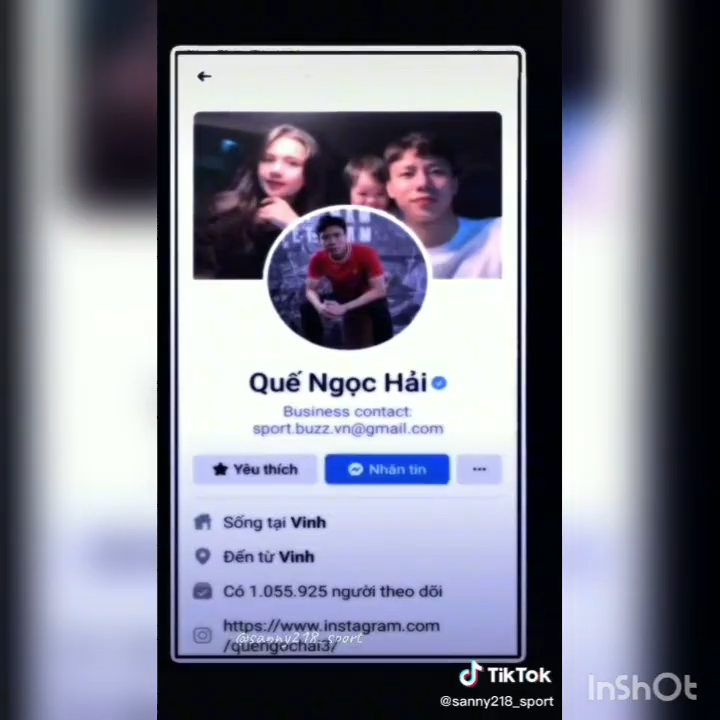 Quế Ngọc Hải
Business contact:
sport.buzz.vn@gmail.com
Yêu thích
Nhắn tin
Sống tại Vinh
Đến từ Vinh
Có 1.055.925 người theo dõi
https://www.instagram.com
/quengochai3/
@sanny218_sport
TikTok
@sanny218_sport
InShOt